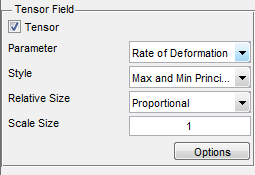 Tensor Field
Tensor
Parameter Rate of Deformation
Style Max and Min Princi...
Relative Size Proportional
Scale Size 1
Options